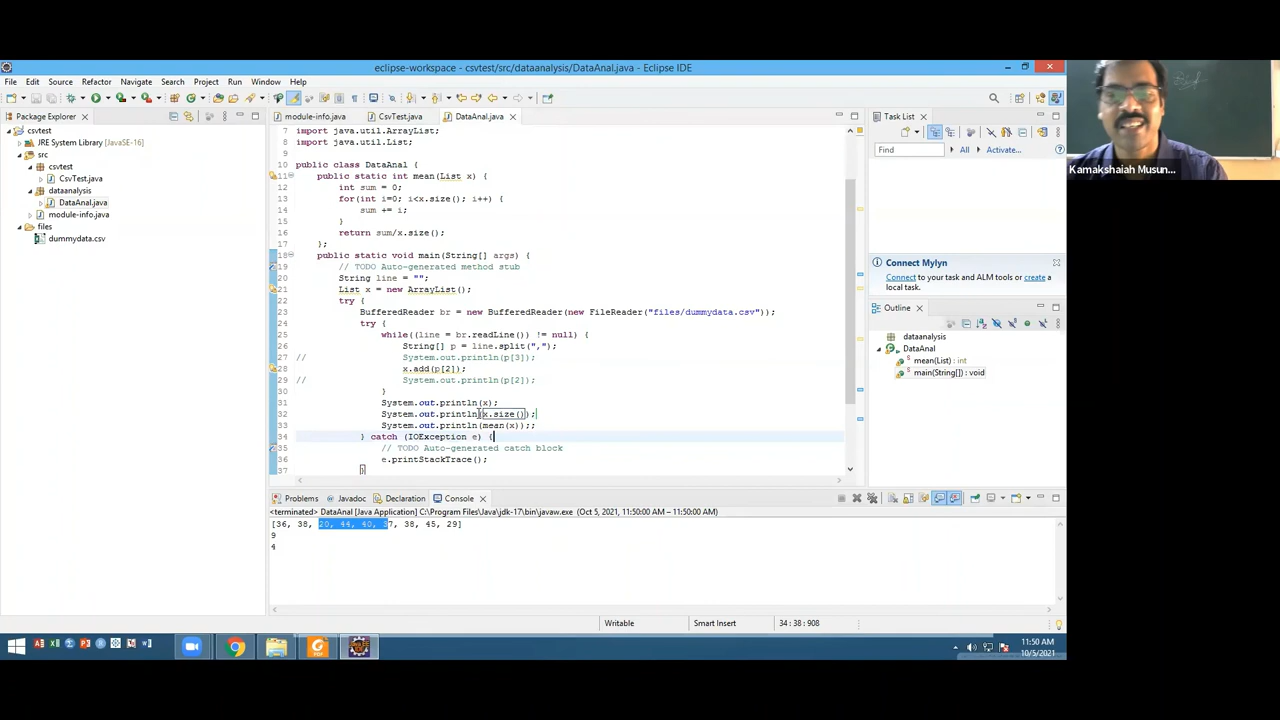 eclipse-workspace - csvtest/src/dataanalysis/DataAnal.java - Eclipse IDE
File Edit Source Refactor Navigate Search Project Run Window Help
Package Explorer
csvtest
JRE System Library [JavaSE-16]
src
csvtest
CsvTest.java
dataanalysis
DataAnal.java
module-info.java
files
dummydata.csv
module-info.java CsvTest.java DataAnal.java
7 import java.util.ArrayList;
8 import java.util.List;
10 public class DataAnal {
11 public static int mean(List x) {
12 int sum = 0;
13 for(int i=0; i<x.size(); i++) {
14 sum += i;
15 }
16 return sum/x.size();
17 };
18 public static void main(String[] args) {
19 // TODO Auto-generated method stub
20 String line = "";
21 List x = new ArrayList();
22 try {
23 BufferedReader br = new BufferedReader(new FileReader("files/dummydata.csv"));
24 try {
25 while((line = br.readLine()) != null) {
26 String[] p = line.split(",");
27 // System.out.println(p[3]);
28 x.add(p[2]);
29 // System.out.println(p[2]);
30 }
31 System.out.println(x);
32 System.out.println(x.size());
33 System.out.println(mean(x));;
34 } catch (IOException e) {
35 // TODO Auto-generated catch block
36 e.printStackTrace();
37 }
Task List
Find All Activate...
Connect Mylyn
Connect to your task and ALM tools or create a local task.
Outline
dataanalysis
DataAnal
mean(List) : int
main(String[]) : void
Problems Javadoc Declaration Console
<terminated> DataAnal [Java Application] C:\Program Files\Java\jdk-17\bin\javaw.exe (Oct 5, 2021, 11:50:00 AM – 11:50:00 AM)
[36, 38, 20, 44, 40, 37, 38, 45, 29]
9
4
Writable Smart Insert 34 : 38 : 908
11:50 AM
10/5/2021
Kamakshaiah Musun...